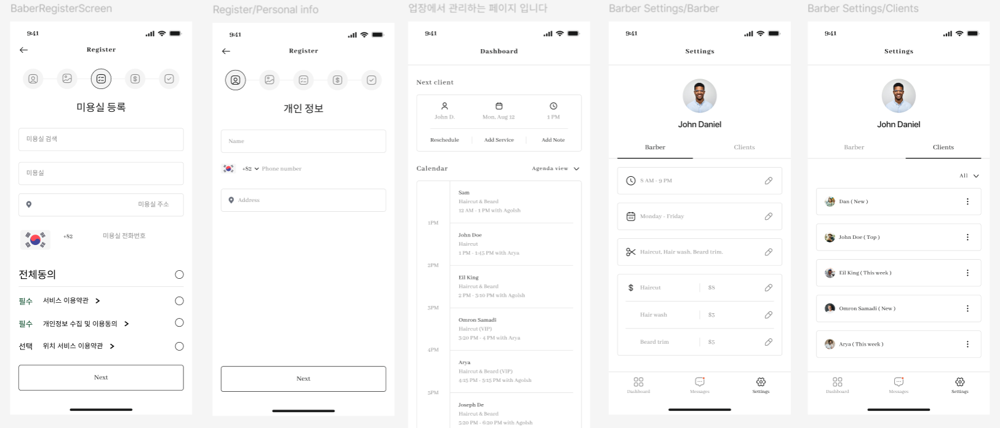 BaberRegisterScreen
9:41
Register
미용실 등록
미용실 검색
미용실
미용실 주소
+82 미용실 전화번호
전체동의
필수 서비스 이용약관
필수 개인정보 수집 및 이용동의
선택 위치 서비스 이용약관
Next
Register/Personal info
9:41
Register
개인 정보
Name
+82 Phone number
Address
Next
업장에서 관리하는 페이지 입니다
9:41
Dashboard
Next client
John D. Mon, Aug 12 1 PM
Reschedule Add Service Add Note
Calendar Agenda view
Sam
Haircut & Beard
12 AM - 1 PM with Agolsh
1PM
John Doe
Haircut
1 PM - 1:45 PM with Arya
2PM
Eil King
Haircut & Beard
2 PM - 3:10 PM with Agolsh
3PM
Omron Samadi
Haircut (VIP)
3:20 PM - 4 PM with Arya
4PM
Arya
Haircut & Beard (VIP)
4:15 PM - 5:15 PM with Agolsh
5PM
Joseph De
Haircut & Beard
5:20 PM - 6:20 PM with Agolsh
Barber Settings/Barber
9:41
Settings
John Daniel
Barber Clients
8 AM - 9 PM
Monday - Friday
Haircut, Hair wash, Beard trim.
$ Haircut $8
Hair wash $3
Beard trim $5
Dashboard Messages Settings
Barber Settings/Clients
9:41
Settings
John Daniel
Barber Clients
All
Dan ( New )
John Doe ( Top )
Eil King ( This week )
Omron Samadi ( New )
Arya ( This week )
Dashboard Messages Settings